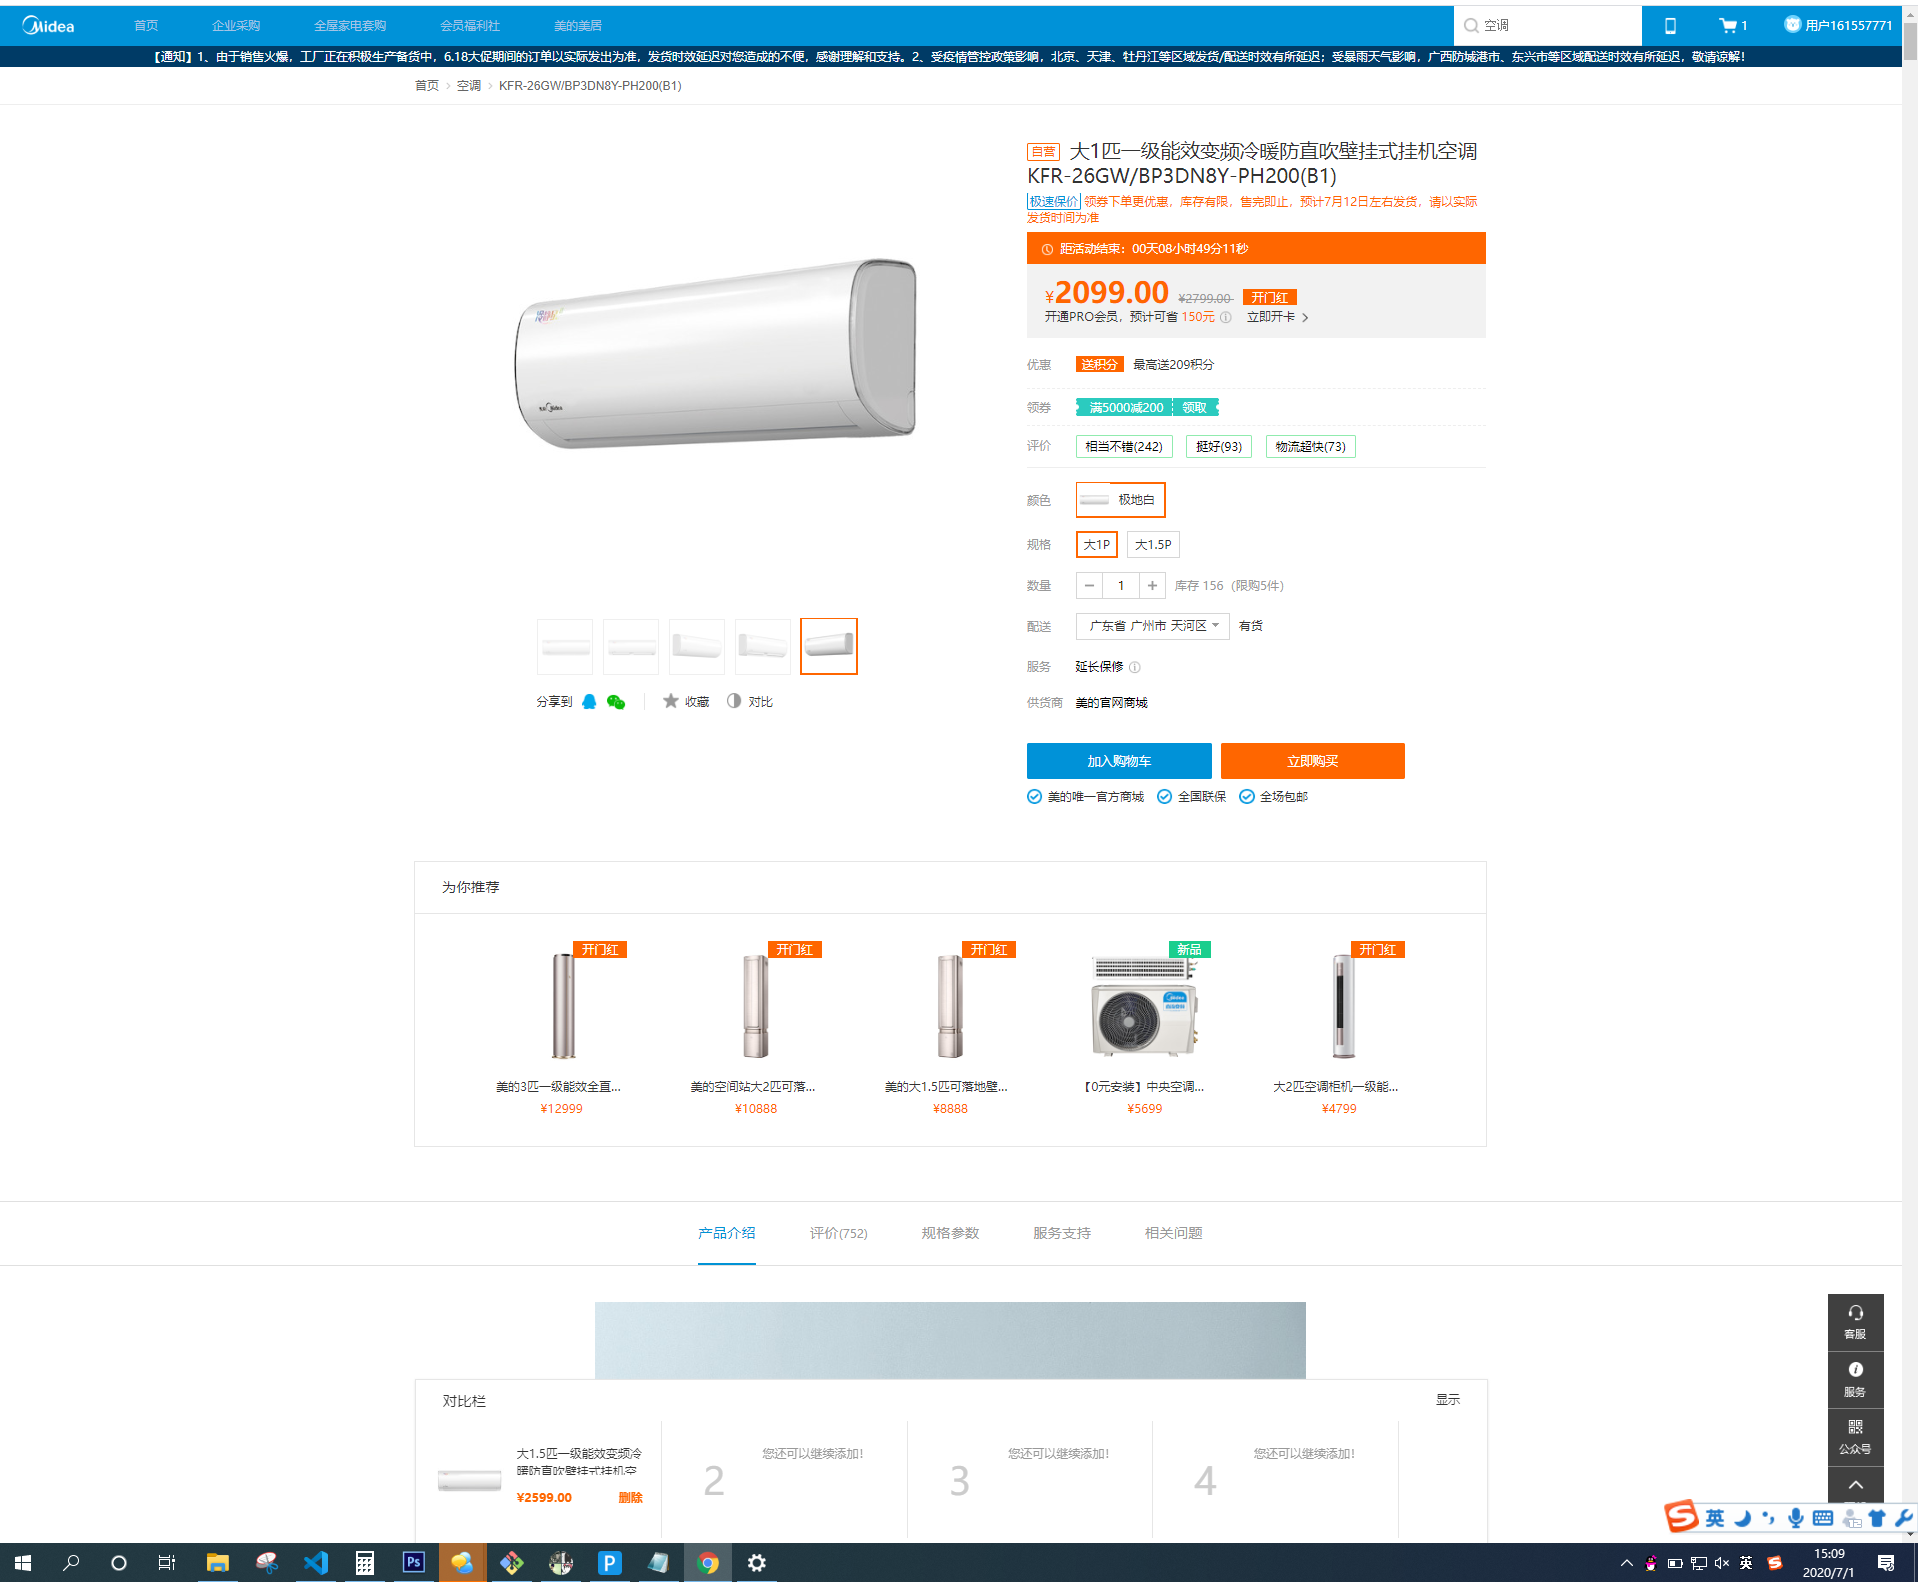 Midea 首页 企业采购 全屋家电套购 会员福利社 美的美居 空调 1 用户161557771
【通知】1、由于销售火爆，工厂正在积极生产备货中，6.18大促期间的订单以实际发出为准，发货时效延迟对您造成的不便，感谢理解和支持。2、受疫情管控政策影响，北京、天津、牡丹江等区域发货/配送时效有所延迟；受暴雨天气影响，广西防城港市、东兴市等区域配送时效有所延迟，敬请谅解！
首页 > 空调 > KFR-26GW/BP3DN8Y-PH200(B1)
自营 大1匹一级能效变频冷暖防直吹壁挂式挂机空调
KFR-26GW/BP3DN8Y-PH200(B1)
极速保价 领券下单更优惠，库存有限，售完即止，预计7月12日左右发货，请以实际
发货时间为准
距活动结束：00天08小时49分11秒
¥2099.00 ¥2799.00 开门红
开通PRO会员，预计可省 150元 立即开卡 >
优惠 送积分 最高送209积分
领券 满5000减200 领取
评价 相当不错(242) 挺好(93) 物流超快(73)
颜色 极地白
规格 大1P 大1.5P
数量 − 1 + 库存 156 (限购5件)
配送 广东省 广州市 天河区 有货
服务 延长保修
供货商 美的官网商城
分享到 收藏 对比
加入购物车 立即购买
美的唯一官方商城 全国联保 全场包邮
为你推荐
开门红 开门红 开门红 新品 开门红
美的3匹一级能效全直... 美的空间站大2匹可落... 美的大1.5匹可落地壁... 【0元安装】中央空调... 大2匹空调柜机一级能...
¥12999 ¥10888 ¥8888 ¥5699 ¥4799
产品介绍 评价(752) 规格参数 服务支持 相关问题
客服
服务
公众号
对比栏 显示
大1.5匹一级能效变频冷
暖防直吹壁挂式挂机空
¥2599.00 删除
2 您还可以继续添加！
3 您还可以继续添加！
4 您还可以继续添加！
英
Ps P 英 15:09
2020/7/1